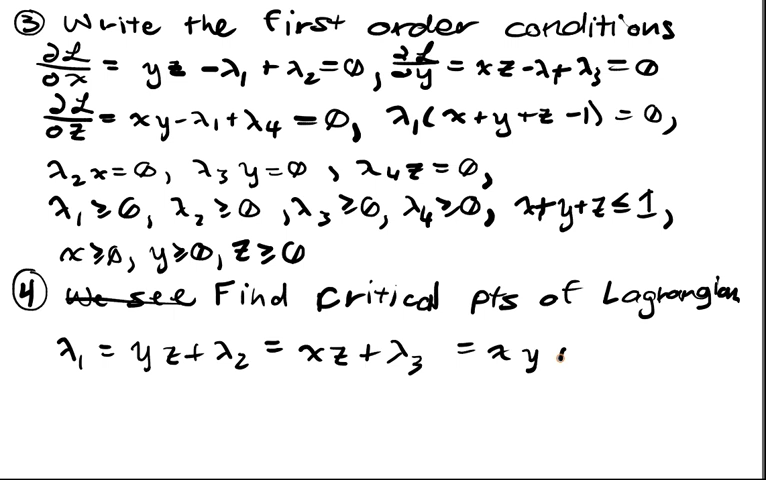 ③ Write the first order conditions
∂ℒ/∂x = yz - λ₁ + λ₂ = 0, ∂ℒ/∂y = xz - λ₁ + λ₃ = 0
∂ℒ/∂z = xy - λ₁ + λ₄ = 0, λ₁(x + y + z - 1) = 0,
λ₂x = 0, λ₃y = 0, λ₄z = 0,
λ₁ ≥ 0, λ₂ ≥ 0, λ₃ ≥ 0, λ₄ ≥ 0, x + y + z ≤ 1,
x ≥ 0, y ≥ 0, z ≥ 0
④ We see Find critical pts of Lagrangian
λ₁ = yz + λ₂ = xz + λ₃ = xy